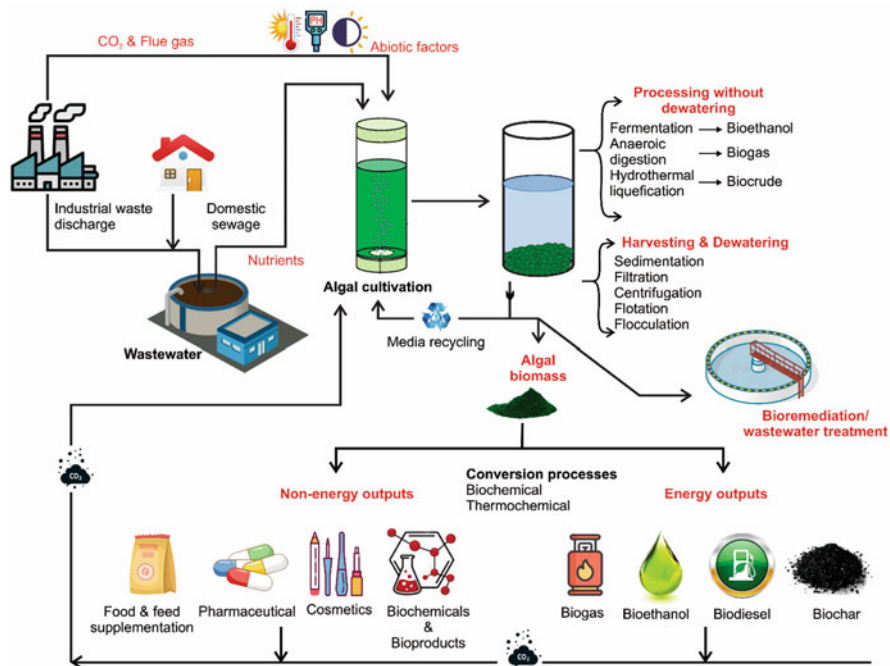 CO₂ & Flue gas
PH
Abiotic factors
Processing without
dewatering
Fermentation
Bioethanol
Anaeroic
digestion
Biogas
Hydrothermal
liquefication
Biocrude
Industrial waste
discharge
Domestic
sewage
Nutrients
Wastewater
Algal cultivation
Media recycling
Harvesting & Dewatering
Sedimentation
Filtration
Centrifugation
Flotation
Flocculation
Algal
biomass
Bioremediation/
wastewater treatment
CO₂
Conversion processes
Biochemical
Thermochemical
Non-energy outputs
Energy outputs
Food & feed
supplementation
Pharmaceutical
Cosmetics
Biochemicals
&
Bioproducts
Biogas
Bioethanol
Biodiesel
Biochar
CO₂